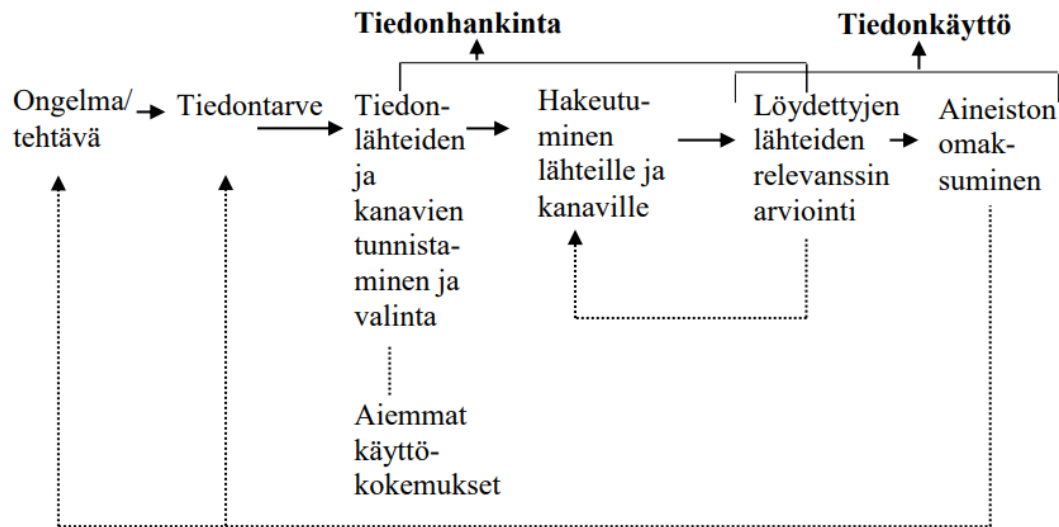 Tiedonhankinta
Tiedonkäyttö
Ongelma/
tehtävä
Tiedontarve
Tiedon-
lähteiden
ja
kanavien
tunnista-
minen ja
valinta
Hakeutu-
minen
lähteille ja
kanaville
Löydettyjen
lähteiden
relevanssin
arviointi
Aineiston
omak-
suminen
Aiemmat
käyttö-
kokemukset